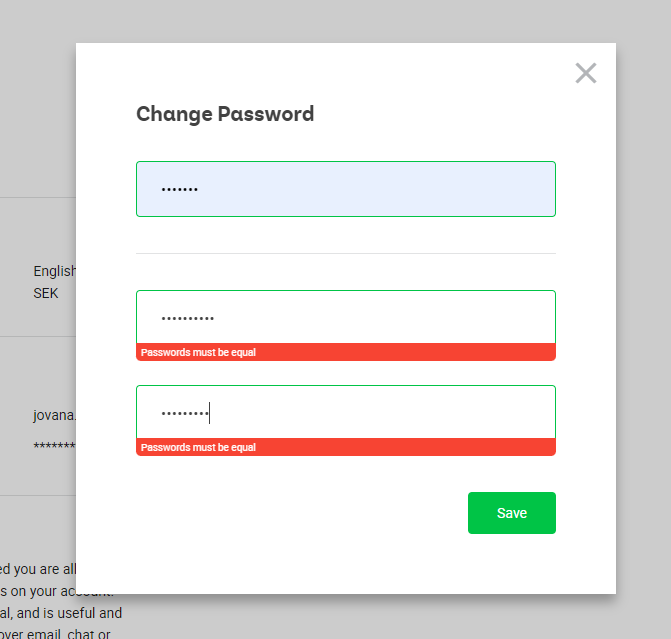 Change Password
•••••••
English
SEK
••••••••••
Passwords must be equal
jovana.
•••••••••
********
Passwords must be equal
Save
ed you are all
s on your account.
al, and is useful and
over email, chat or